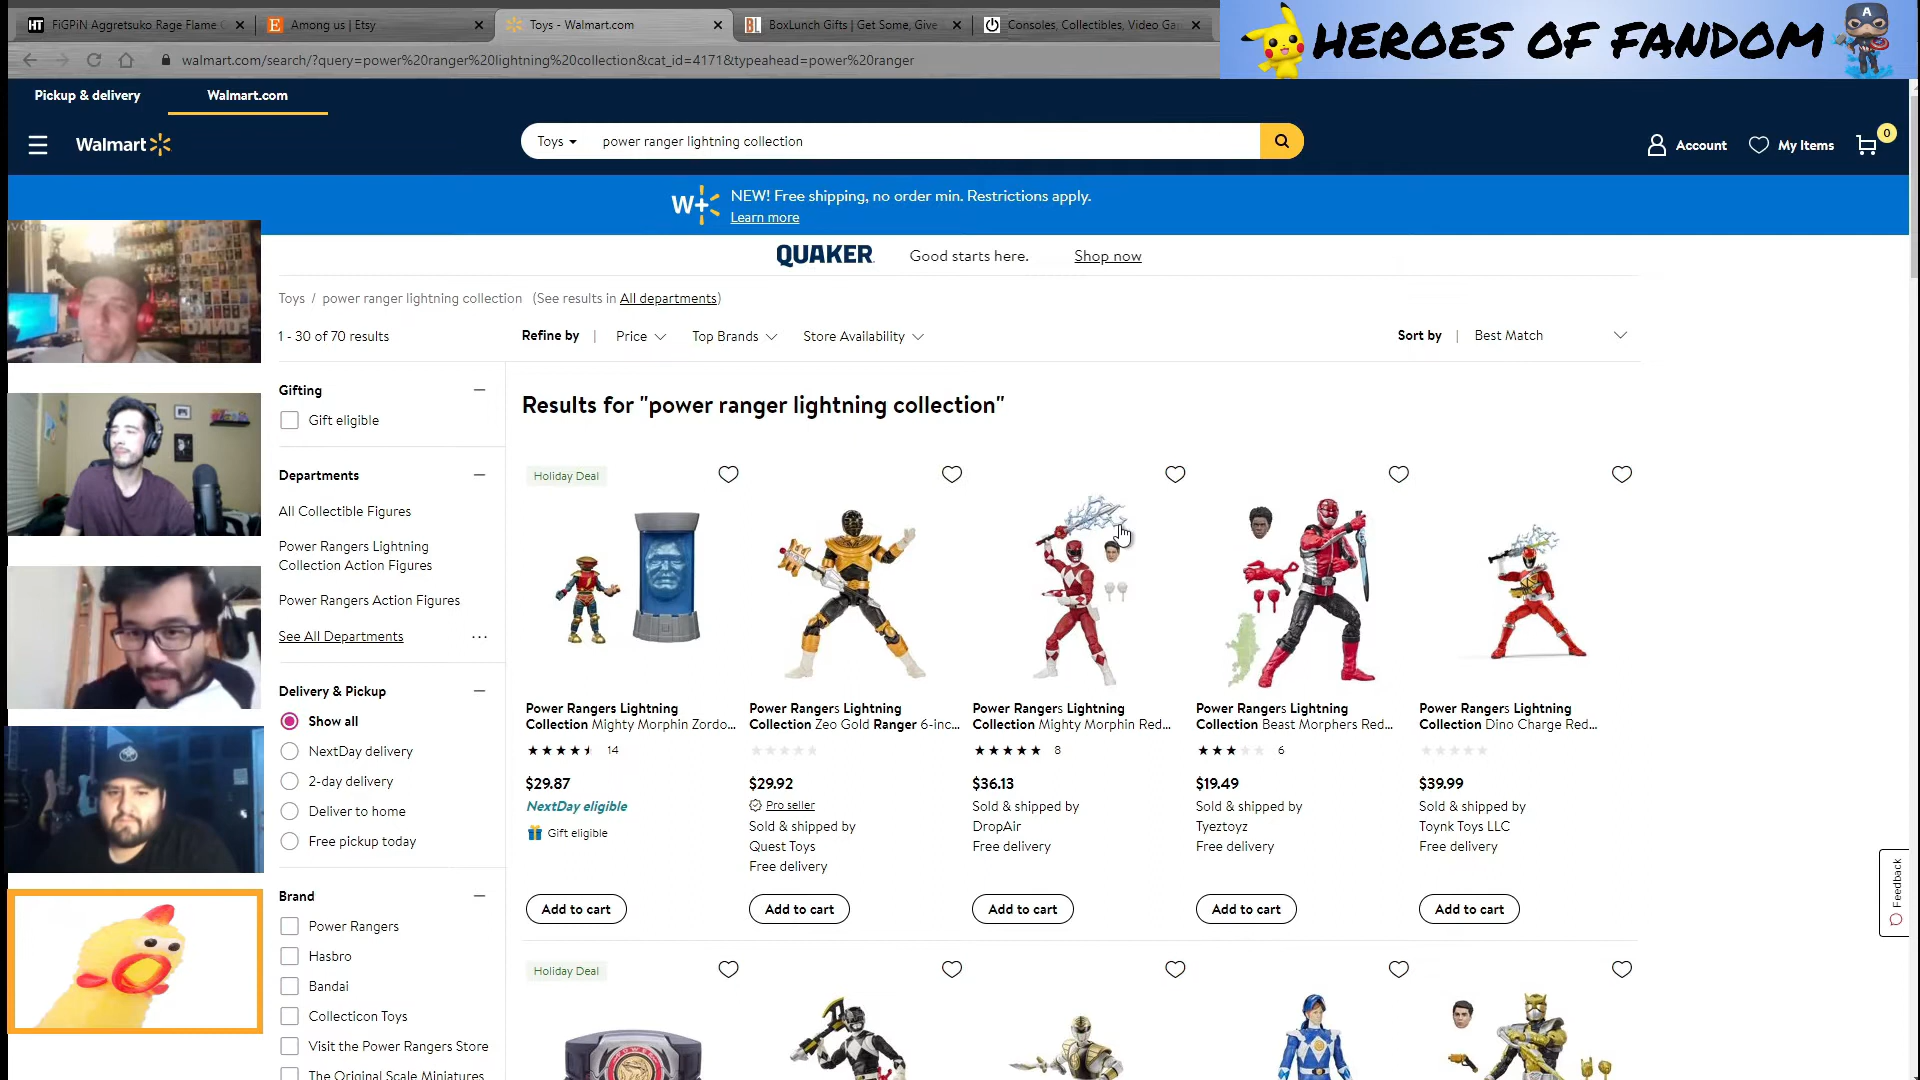 FiGPiN Aggretsuko Rage Flame
Among us | Etsy
Toys - Walmart.com
BL
BoxLunch Gifts | Get Some, Give
Consoles, Collectibles, Video Ga
HEROES OF FANDOM
walmart.com/search/?query=power%20ranger%20lightning%20collection&cat_id=4171&typeahead=power%20ranger
Pickup & delivery
Walmart.com
Walmart
Toys
power ranger lightning collection
Account
My Items
0
W+
NEW! Free shipping, no order min. Restrictions apply.
Learn more
QUAKER
Good starts here.
Shop now
Toys / power ranger lightning collection (See results in All departments)
1 - 30 of 70 results
Refine by
Price
Top Brands
Store Availability
Sort by
Best Match
Gifting
Gift eligible
Departments
All Collectible Figures
Power Rangers Lightning
Collection Action Figures
Power Rangers Action Figures
See All Departments
Delivery & Pickup
Show all
NextDay delivery
2-day delivery
Deliver to home
Free pickup today
Brand
Power Rangers
Hasbro
Bandai
Collecticon Toys
Visit the Power Rangers Store
The Original Scale Miniatures
Results for "power ranger lightning collection"
Holiday Deal
Power Rangers Lightning
Collection Mighty Morphin Zordo...
14
$29.87
NextDay eligible
Gift eligible
Add to cart
Power Rangers Lightning
Collection Zeo Gold Ranger 6-inc...
$29.92
Pro seller
Sold & shipped by
Quest Toys
Free delivery
Add to cart
Power Rangers Lightning
Collection Mighty Morphin Red...
8
$36.13
Sold & shipped by
DropAir
Free delivery
Add to cart
Power Rangers Lightning
Collection Beast Morphers Red...
6
$19.49
Sold & shipped by
Tyeztoyz
Free delivery
Add to cart
Power Rangers Lightning
Collection Dino Charge Red...
$39.99
Sold & shipped by
Toynk Toys LLC
Free delivery
Add to cart
Holiday Deal
Feedback